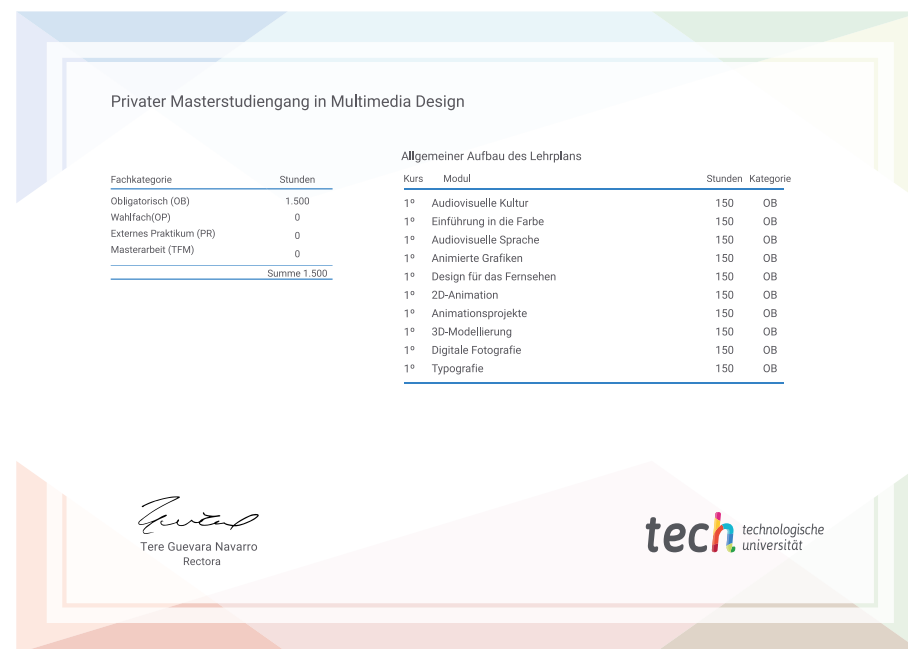 Privater Masterstudiengang in Multimedia Design
Fachkategorie Stunden
Obligatorisch (OB) 1.500
Wahlfach(OP) 0
Externes Praktikum (PR) 0
Masterarbeit (TFM) 0
Summe 1.500
Allgemeiner Aufbau des Lehrplans
Kurs Modul Stunden Kategorie
1º Audiovisuelle Kultur 150 OB
1º Einführung in die Farbe 150 OB
1º Audiovisuelle Sprache 150 OB
1º Animierte Grafiken 150 OB
1º Design für das Fernsehen 150 OB
1º 2D-Animation 150 OB
1º Animationsprojekte 150 OB
1º 3D-Modellierung 150 OB
1º Digitale Fotografie 150 OB
1º Typografie 150 OB
Tere Guevara Navarro
Rectora
tech technologische
universität